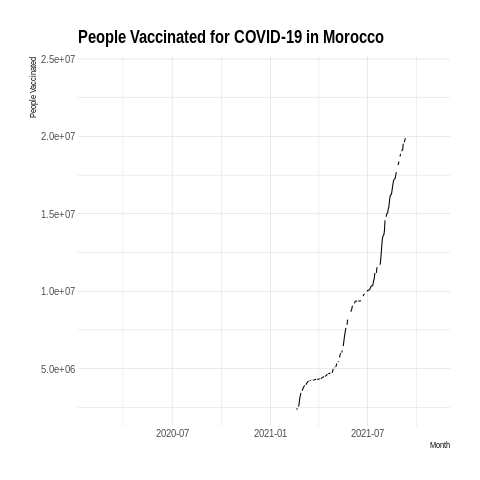 People Vaccinated for COVID-19 in Morocco
People Vaccinated
2.5e+07
2.0e+07
1.5e+07
1.0e+07
5.0e+06
2020-07
2021-01
2021-07
Month